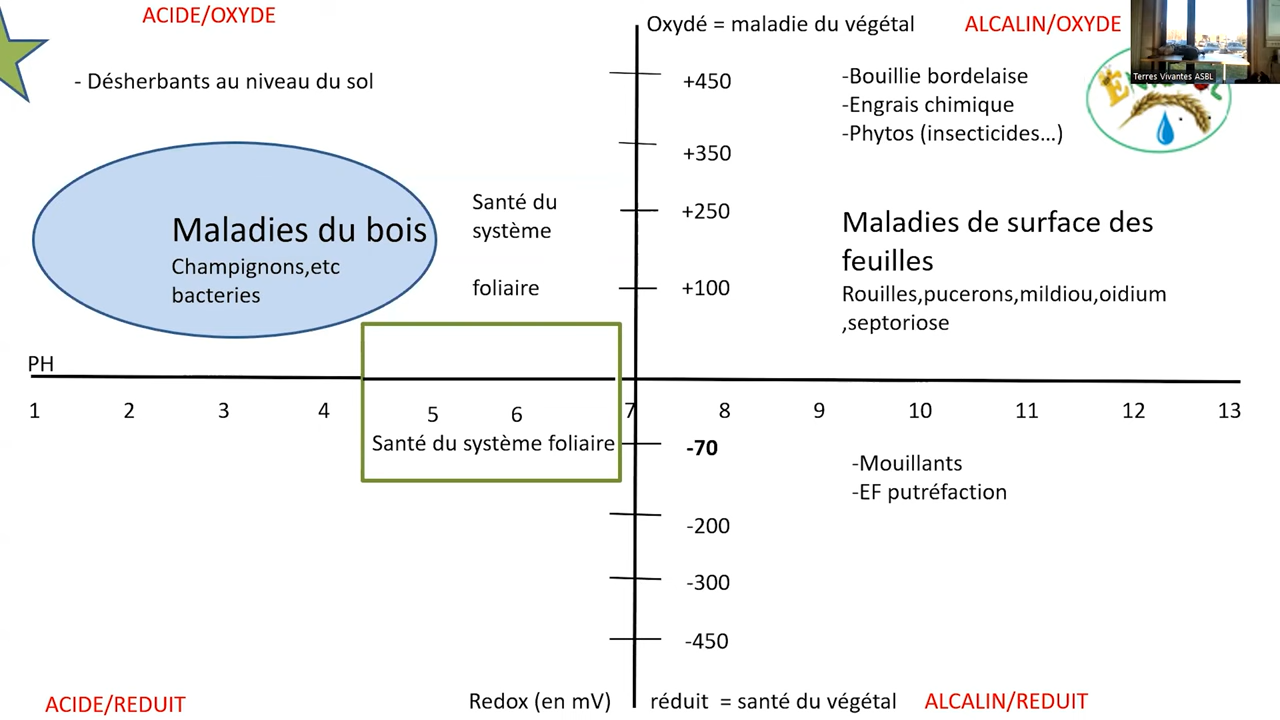 ACIDE/OXYDE
Oxydé = maladie du végétal
ALCALIN/OXYDE
- Désherbants au niveau du sol
+450
-Bouillie bordelaise
-Engrais chimique
-Phytos (insecticides...)
Terres Vivantes ASBL
+350
Santé du
système
foliaire
+250
Maladies du bois
Champignons,etc
bacteries
Maladies de surface des
feuilles
Rouilles,pucerons,mildiou,oidium
,septoriose
+100
PH
1 2 3 4 5 6 7 8 9 10 11 12 13
Santé du système foliaire
-70
-Mouillants
-EF putréfaction
-200
-300
-450
ACIDE/REDUIT
Redox (en mV)
réduit = santé du végétal
ALCALIN/REDUIT